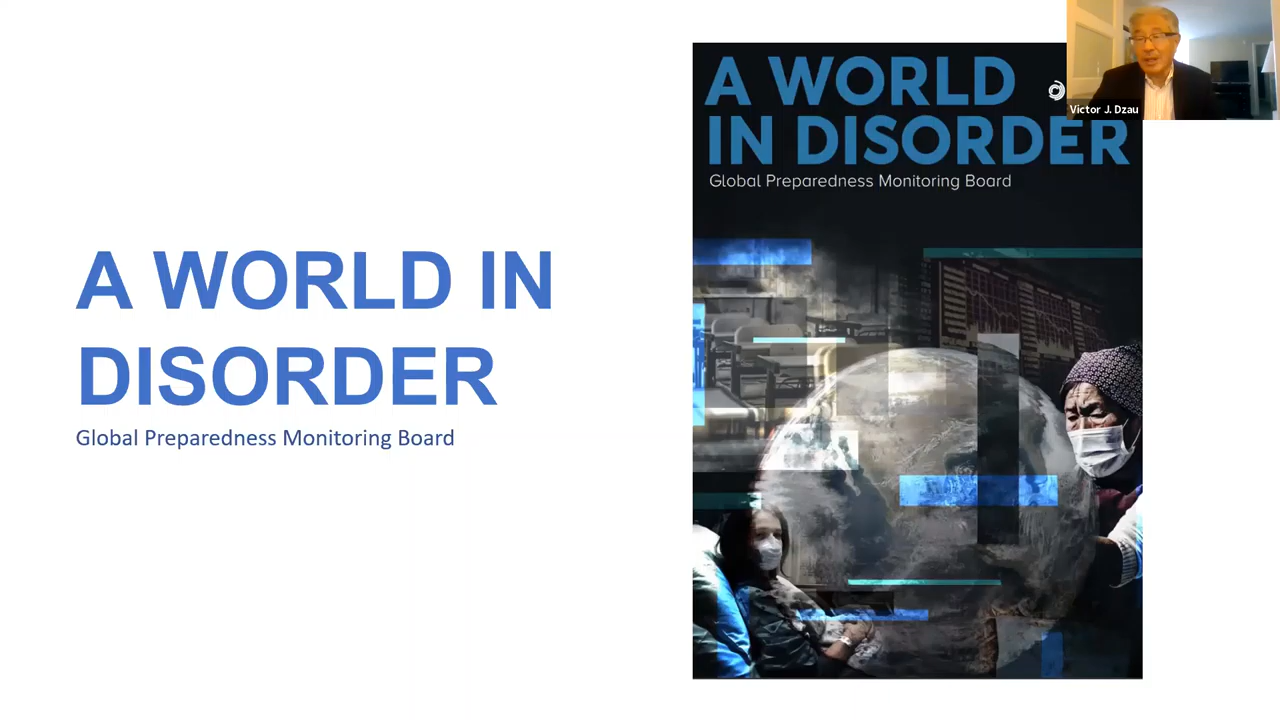 A WORLD IN
DISORDER
Global Preparedness Monitoring Board
A WORLD
IN DISORDER
Global Preparedness Monitoring Board
Victor J. Dzau